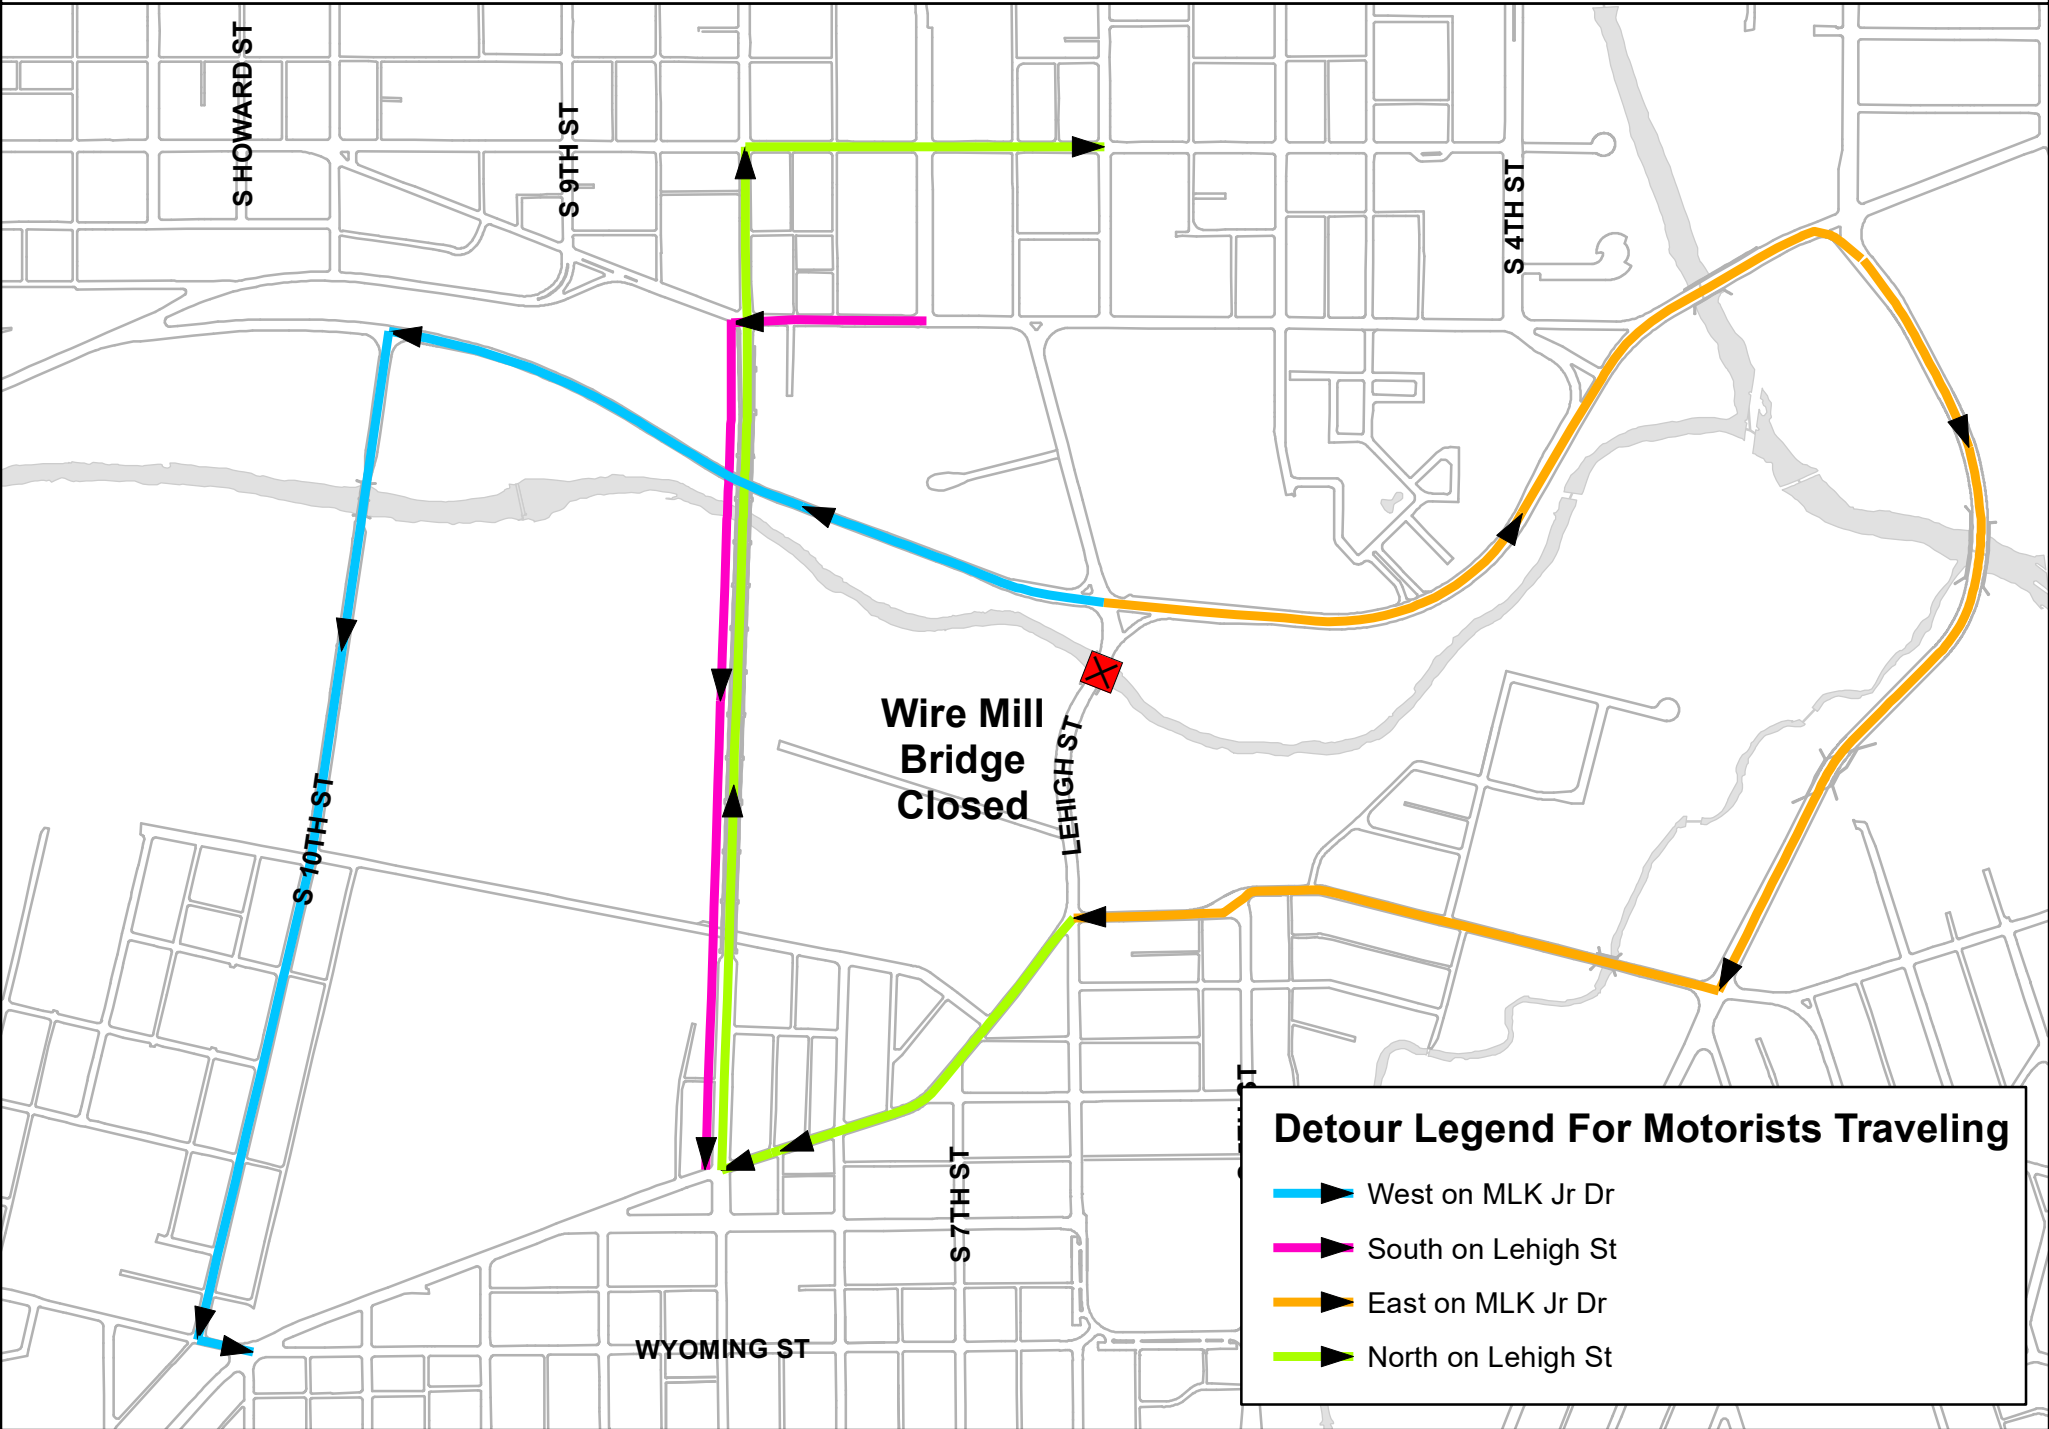 S HOWARD ST
S 9TH ST
S 4TH ST
Wire Mill
Bridge
Closed
LEHIGH ST
S 10TH ST
S 7TH ST
WYOMING ST
Detour Legend For Motorists Traveling
West on MLK Jr Dr
South on Lehigh St
East on MLK Jr Dr
North on Lehigh St